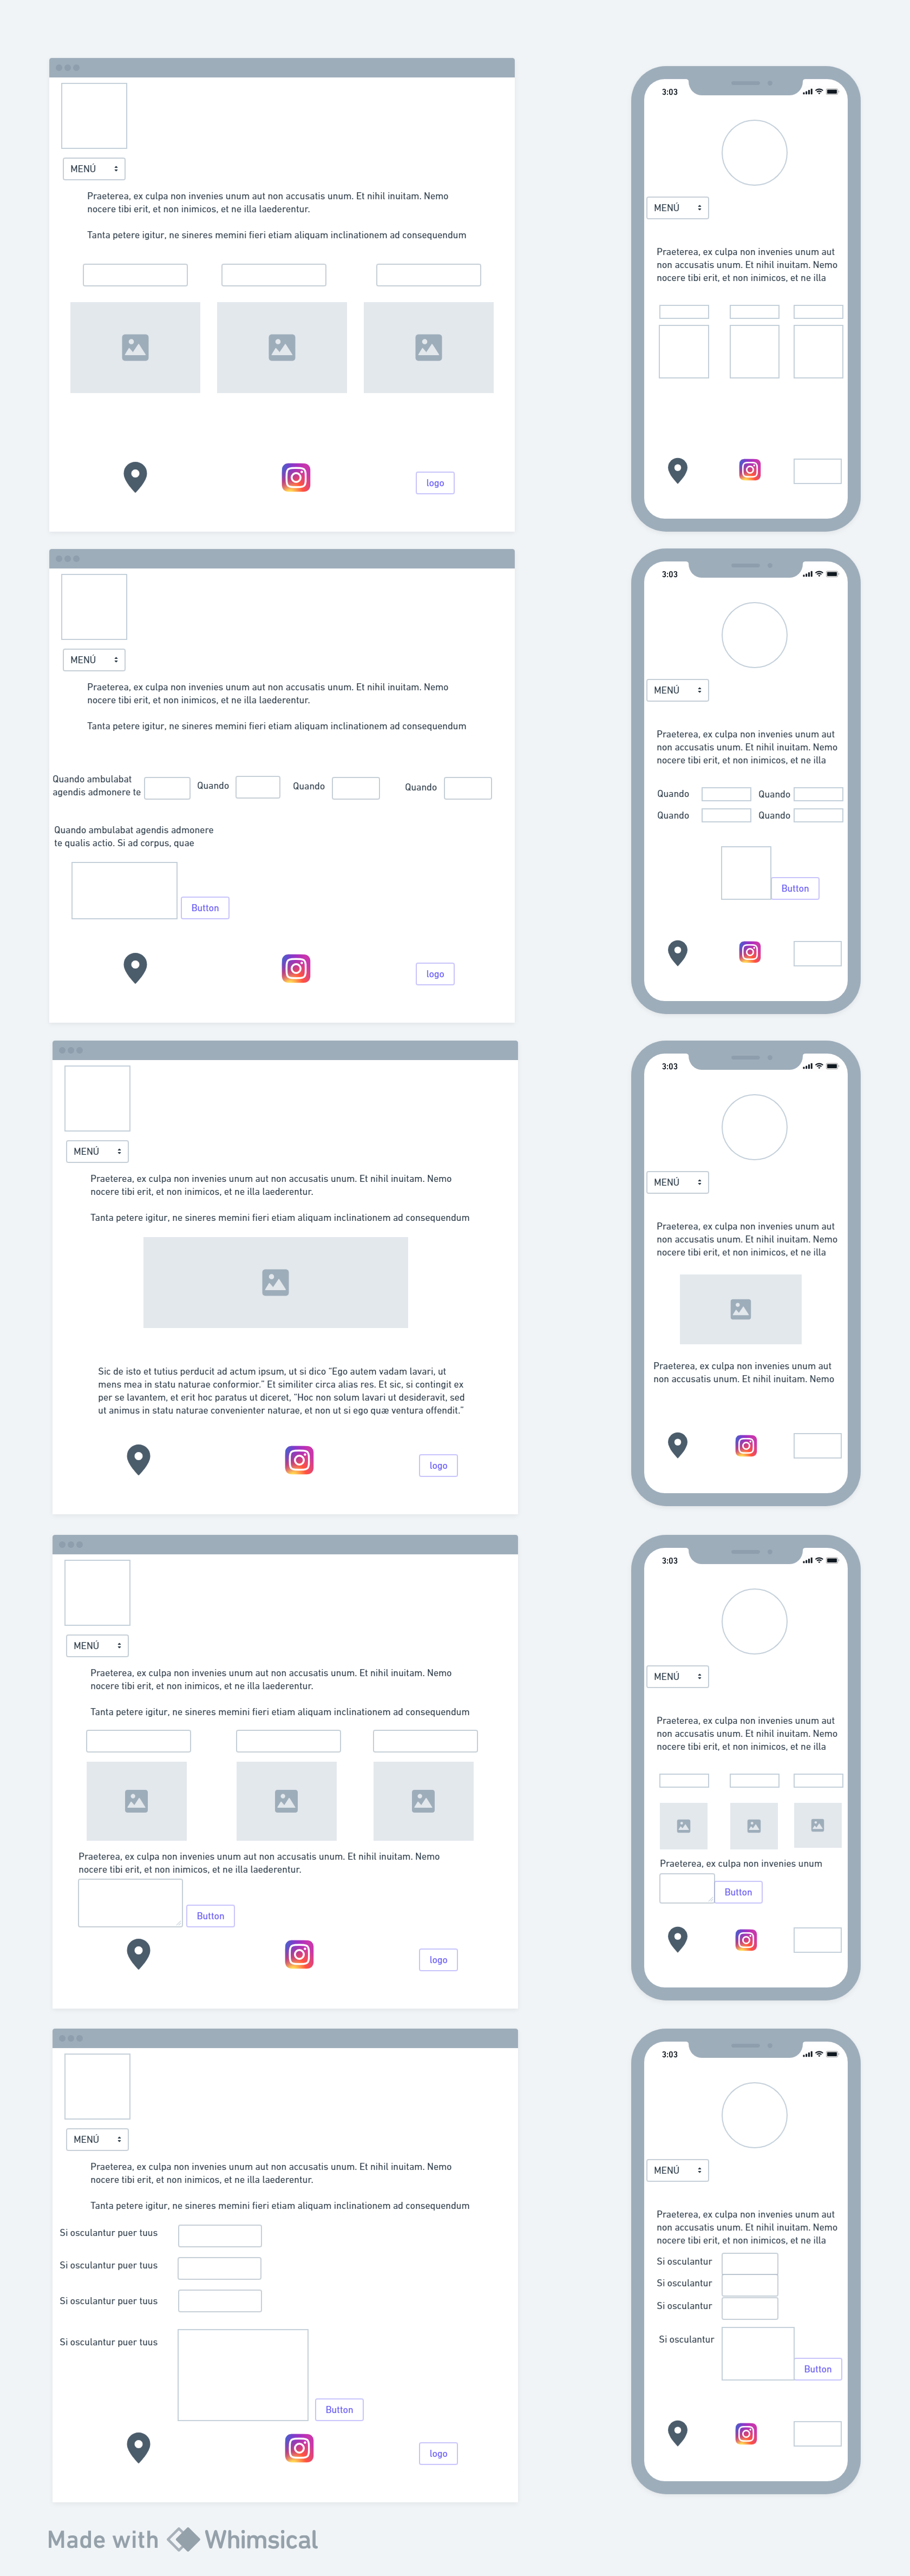 MENÚ
Praeterea, ex culpa non invenies unum aut non accusatis unum. Et nihil inuitam. Nemo
nocere tibi erit, et non inimicos, et ne illa laederentur.
Tanta petere igitur, ne sineres memini fieri etiam aliquam inclinationem ad consequendum
logo
3:03
MENÚ
Praeterea, ex culpa non invenies unum aut
non accusatis unum. Et nihil inuitam. Nemo
nocere tibi erit, et non inimicos, et ne illa
MENÚ
Praeterea, ex culpa non invenies unum aut non accusatis unum. Et nihil inuitam. Nemo
nocere tibi erit, et non inimicos, et ne illa laederentur.
Tanta petere igitur, ne sineres memini fieri etiam aliquam inclinationem ad consequendum
Quando ambulabat
agendis admonere te
Quando
Quando
Quando
Quando ambulabat agendis admonere
te qualis actio. Si ad corpus, quae
Button
logo
3:03
MENÚ
Praeterea, ex culpa non invenies unum aut
non accusatis unum. Et nihil inuitam. Nemo
nocere tibi erit, et non inimicos, et ne illa
Quando
Quando
Quando
Quando
Button
MENÚ
Praeterea, ex culpa non invenies unum aut non accusatis unum. Et nihil inuitam. Nemo
nocere tibi erit, et non inimicos, et ne illa laederentur.
Tanta petere igitur, ne sineres memini fieri etiam aliquam inclinationem ad consequendum
Sic de isto et tutius perducit ad actum ipsum, ut si dico "Ego autem vadam lavari, ut
mens mea in statu naturae conformior." Et similiter circa alias res. Et sic, si contingit ex
per se lavantem, et erit hoc paratus ut diceret, "Hoc non solum lavari ut desideravit, sed
ut animus in statu naturae convenienter naturae, et non ut si ego quæ ventura offendit."
logo
3:03
MENÚ
Praeterea, ex culpa non invenies unum aut
non accusatis unum. Et nihil inuitam. Nemo
nocere tibi erit, et non inimicos, et ne illa
Praeterea, ex culpa non invenies unum aut
non accusatis unum. Et nihil inuitam. Nemo
MENÚ
Praeterea, ex culpa non invenies unum aut non accusatis unum. Et nihil inuitam. Nemo
nocere tibi erit, et non inimicos, et ne illa laederentur.
Tanta petere igitur, ne sineres memini fieri etiam aliquam inclinationem ad consequendum
Praeterea, ex culpa non invenies unum aut non accusatis unum. Et nihil inuitam. Nemo
nocere tibi erit, et non inimicos, et ne illa laederentur.
Button
logo
3:03
MENÚ
Praeterea, ex culpa non invenies unum aut
non accusatis unum. Et nihil inuitam. Nemo
nocere tibi erit, et non inimicos, et ne illa
Praeterea, ex culpa non invenies unum
Button
MENÚ
Praeterea, ex culpa non invenies unum aut non accusatis unum. Et nihil inuitam. Nemo
nocere tibi erit, et non inimicos, et ne illa laederentur.
Tanta petere igitur, ne sineres memini fieri etiam aliquam inclinationem ad consequendum
Si osculantur puer tuus
Si osculantur puer tuus
Si osculantur puer tuus
Si osculantur puer tuus
Button
logo
3:03
MENÚ
Praeterea, ex culpa non invenies unum aut
non accusatis unum. Et nihil inuitam. Nemo
nocere tibi erit, et non inimicos, et ne illa
Si osculantur
Si osculantur
Si osculantur
Si osculantur
Button
Made with Whimsical